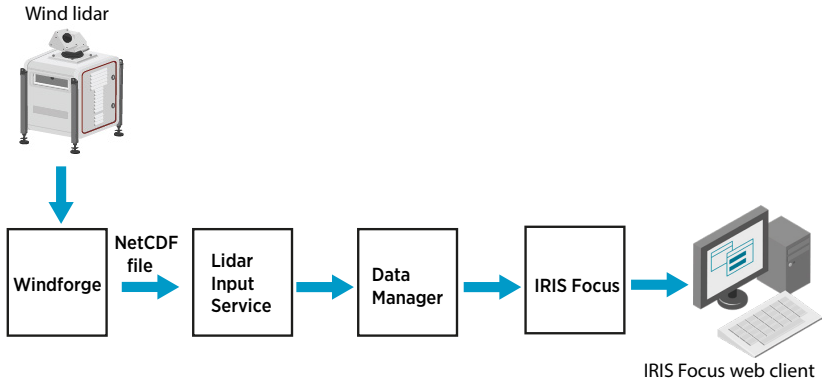 Wind lidar
Windforge
NetCDF
file
Lidar
Input
Service
Data
Manager
IRIS Focus
IRIS Focus web client